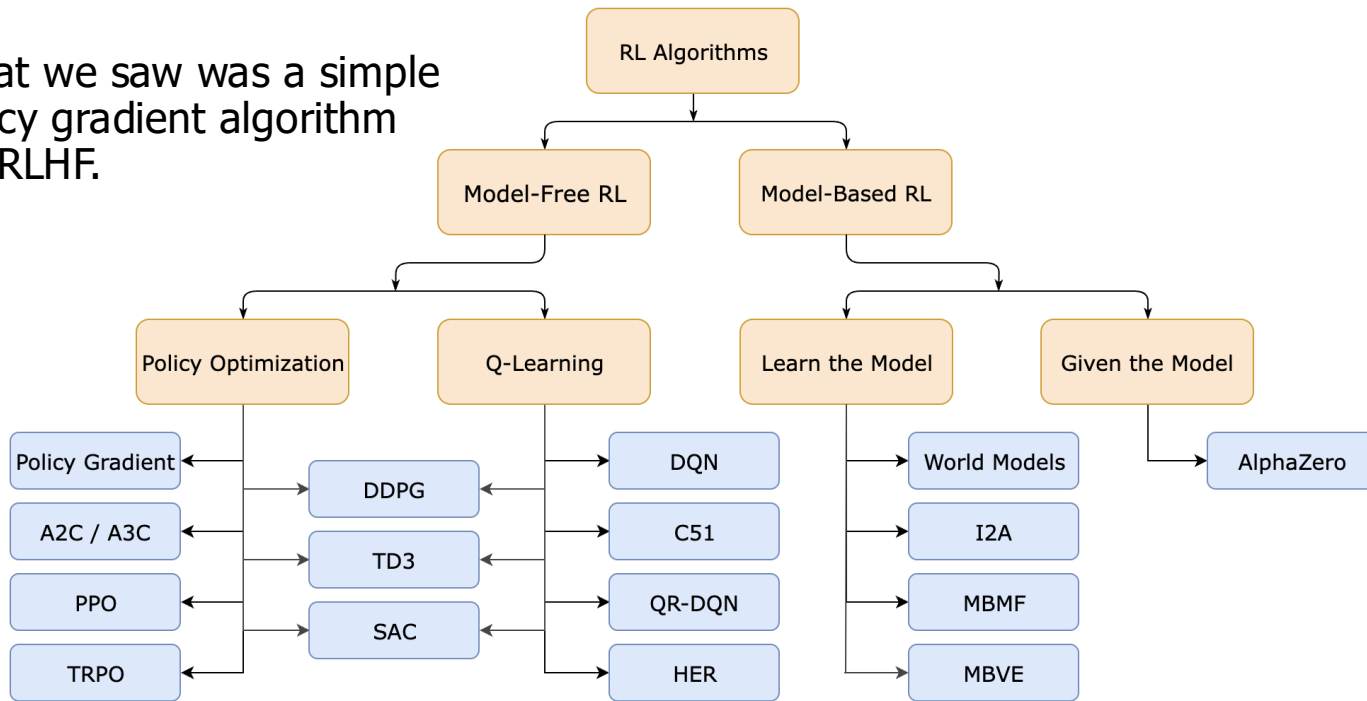 at we saw was a simple
cy gradient algorithm
RLHF.
RL Algorithms
Model-Free RL
Model-Based RL
Policy Optimization
Q-Learning
Learn the Model
Given the Model
Policy Gradient
DDPG
DQN
World Models
AlphaZero
A2C / A3C
TD3
C51
I2A
PPO
SAC
QR-DQN
MBMF
TRPO
HER
MBVE